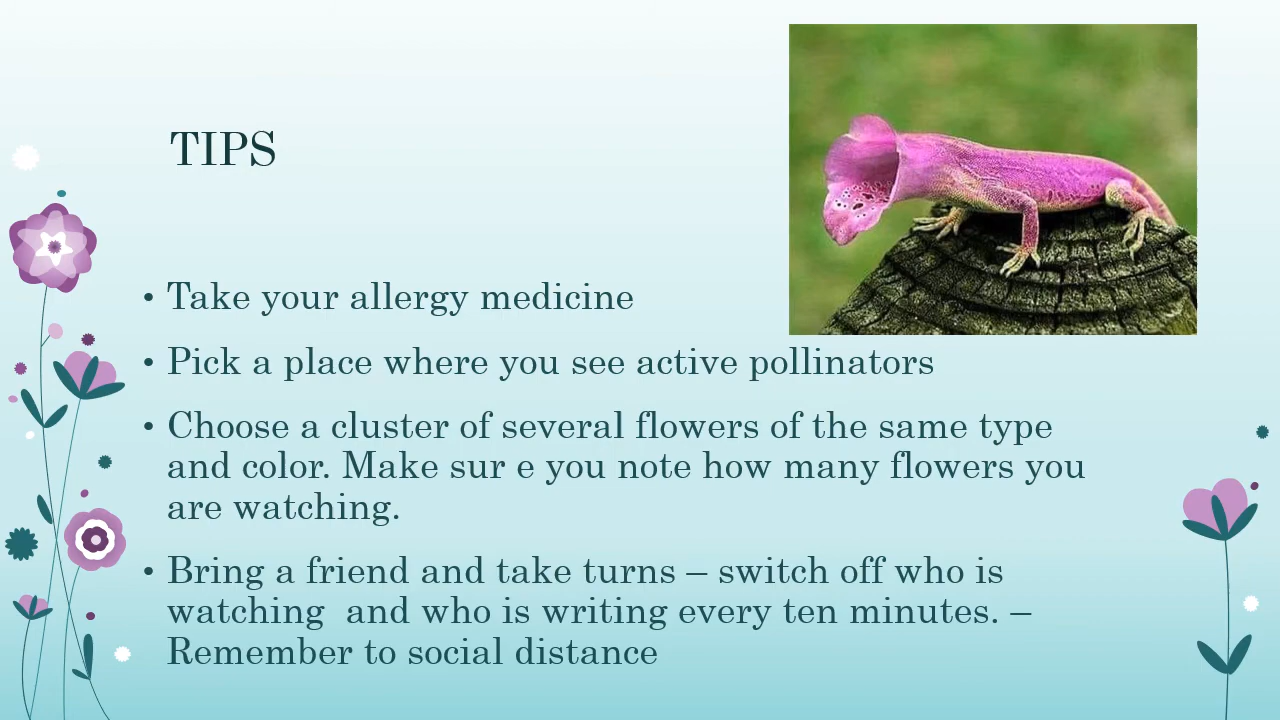 TIPS
• Take your allergy medicine
• Pick a place where you see active pollinators
• Choose a cluster of several flowers of the same type
and color. Make sur e you note how many flowers you
are watching.
• Bring a friend and take turns – switch off who is
watching  and who is writing every ten minutes. –
Remember to social distance